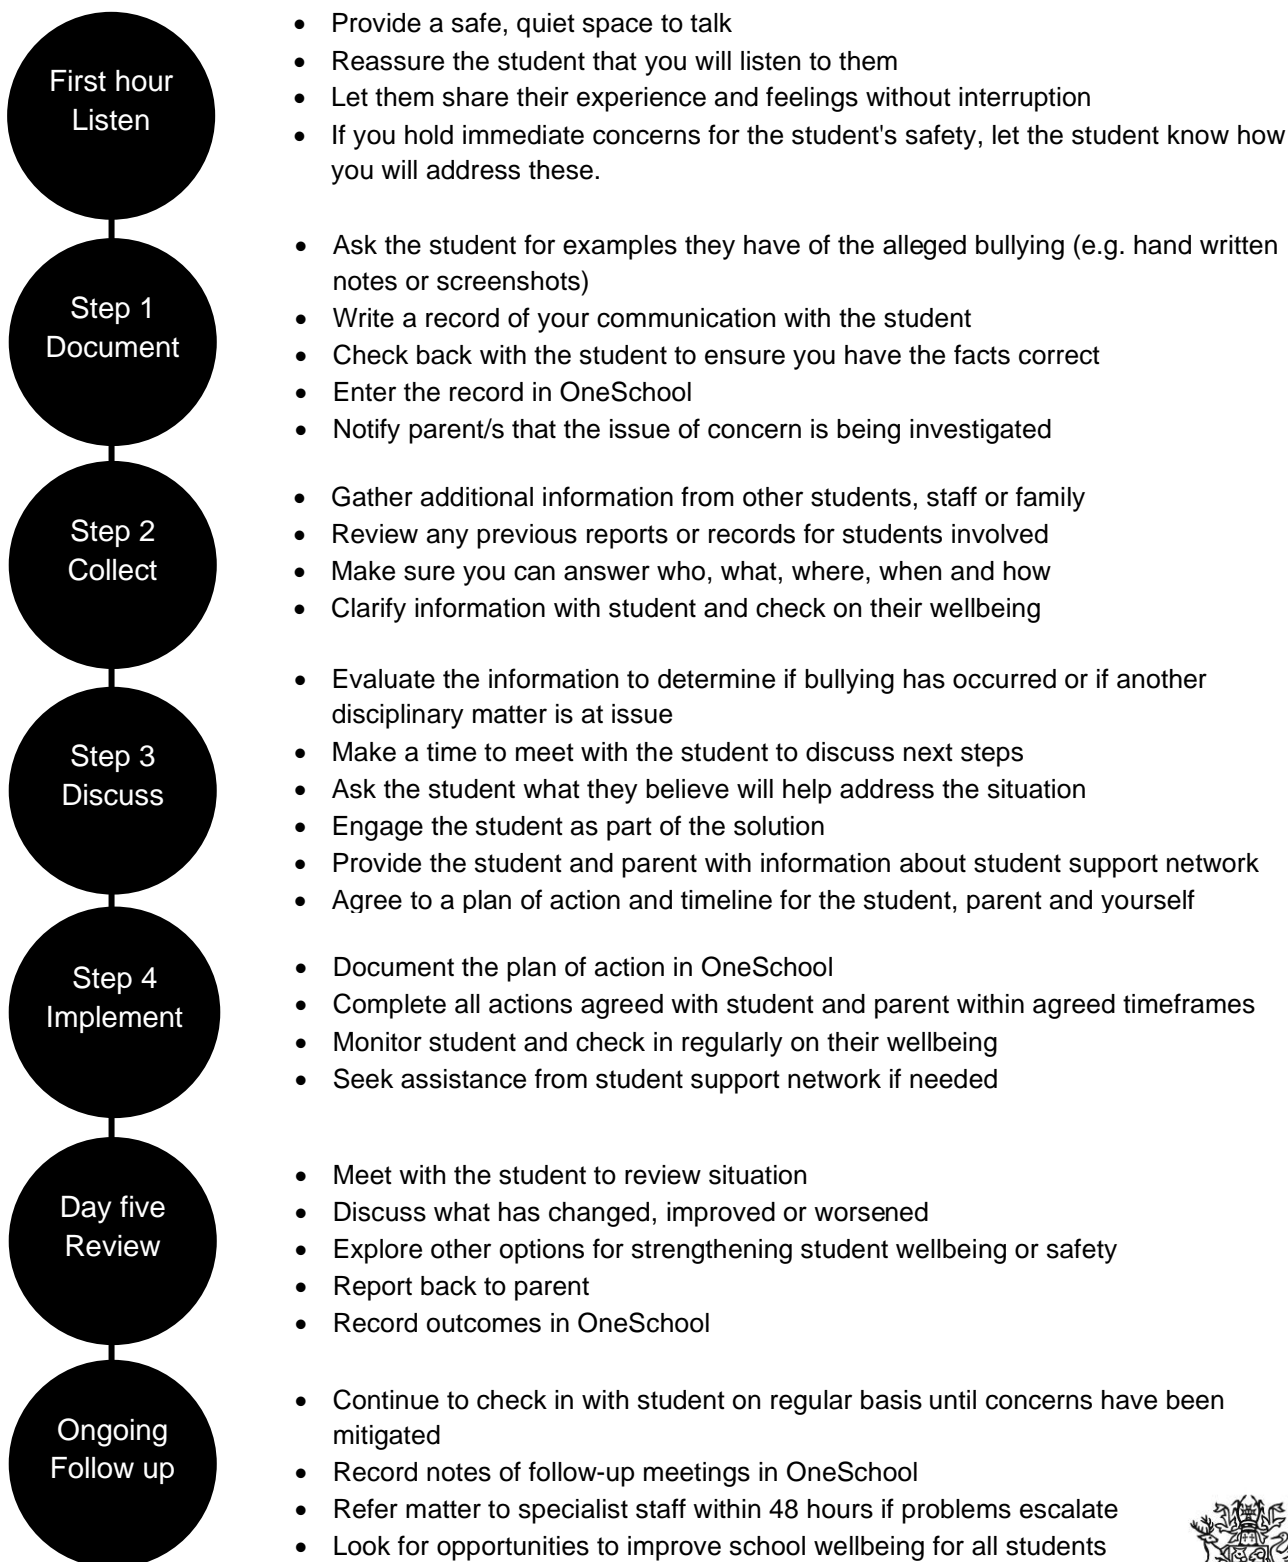 First hour
Listen
• Provide a safe, quiet space to talk
• Reassure the student that you will listen to them
• Let them share their experience and feelings without interruption
• If you hold immediate concerns for the student's safety, let the student know how
you will address these.
Step 1
Document
• Ask the student for examples they have of the alleged bullying (e.g. hand written
notes or screenshots)
• Write a record of your communication with the student
• Check back with the student to ensure you have the facts correct
• Enter the record in OneSchool
• Notify parent/s that the issue of concern is being investigated
Step 2
Collect
• Gather additional information from other students, staff or family
• Review any previous reports or records for students involved
• Make sure you can answer who, what, where, when and how
• Clarify information with student and check on their wellbeing
Step 3
Discuss
• Evaluate the information to determine if bullying has occurred or if another
disciplinary matter is at issue
• Make a time to meet with the student to discuss next steps
• Ask the student what they believe will help address the situation
• Engage the student as part of the solution
• Provide the student and parent with information about student support network
• Agree to a plan of action and timeline for the student, parent and yourself
Step 4
Implement
• Document the plan of action in OneSchool
• Complete all actions agreed with student and parent within agreed timeframes
• Monitor student and check in regularly on their wellbeing
• Seek assistance from student support network if needed
Day five
Review
• Meet with the student to review situation
• Discuss what has changed, improved or worsened
• Explore other options for strengthening student wellbeing or safety
• Report back to parent
• Record outcomes in OneSchool
Ongoing
Follow up
• Continue to check in with student on regular basis until concerns have been
mitigated
• Record notes of follow-up meetings in OneSchool
• Refer matter to specialist staff within 48 hours if problems escalate
• Look for opportunities to improve school wellbeing for all students